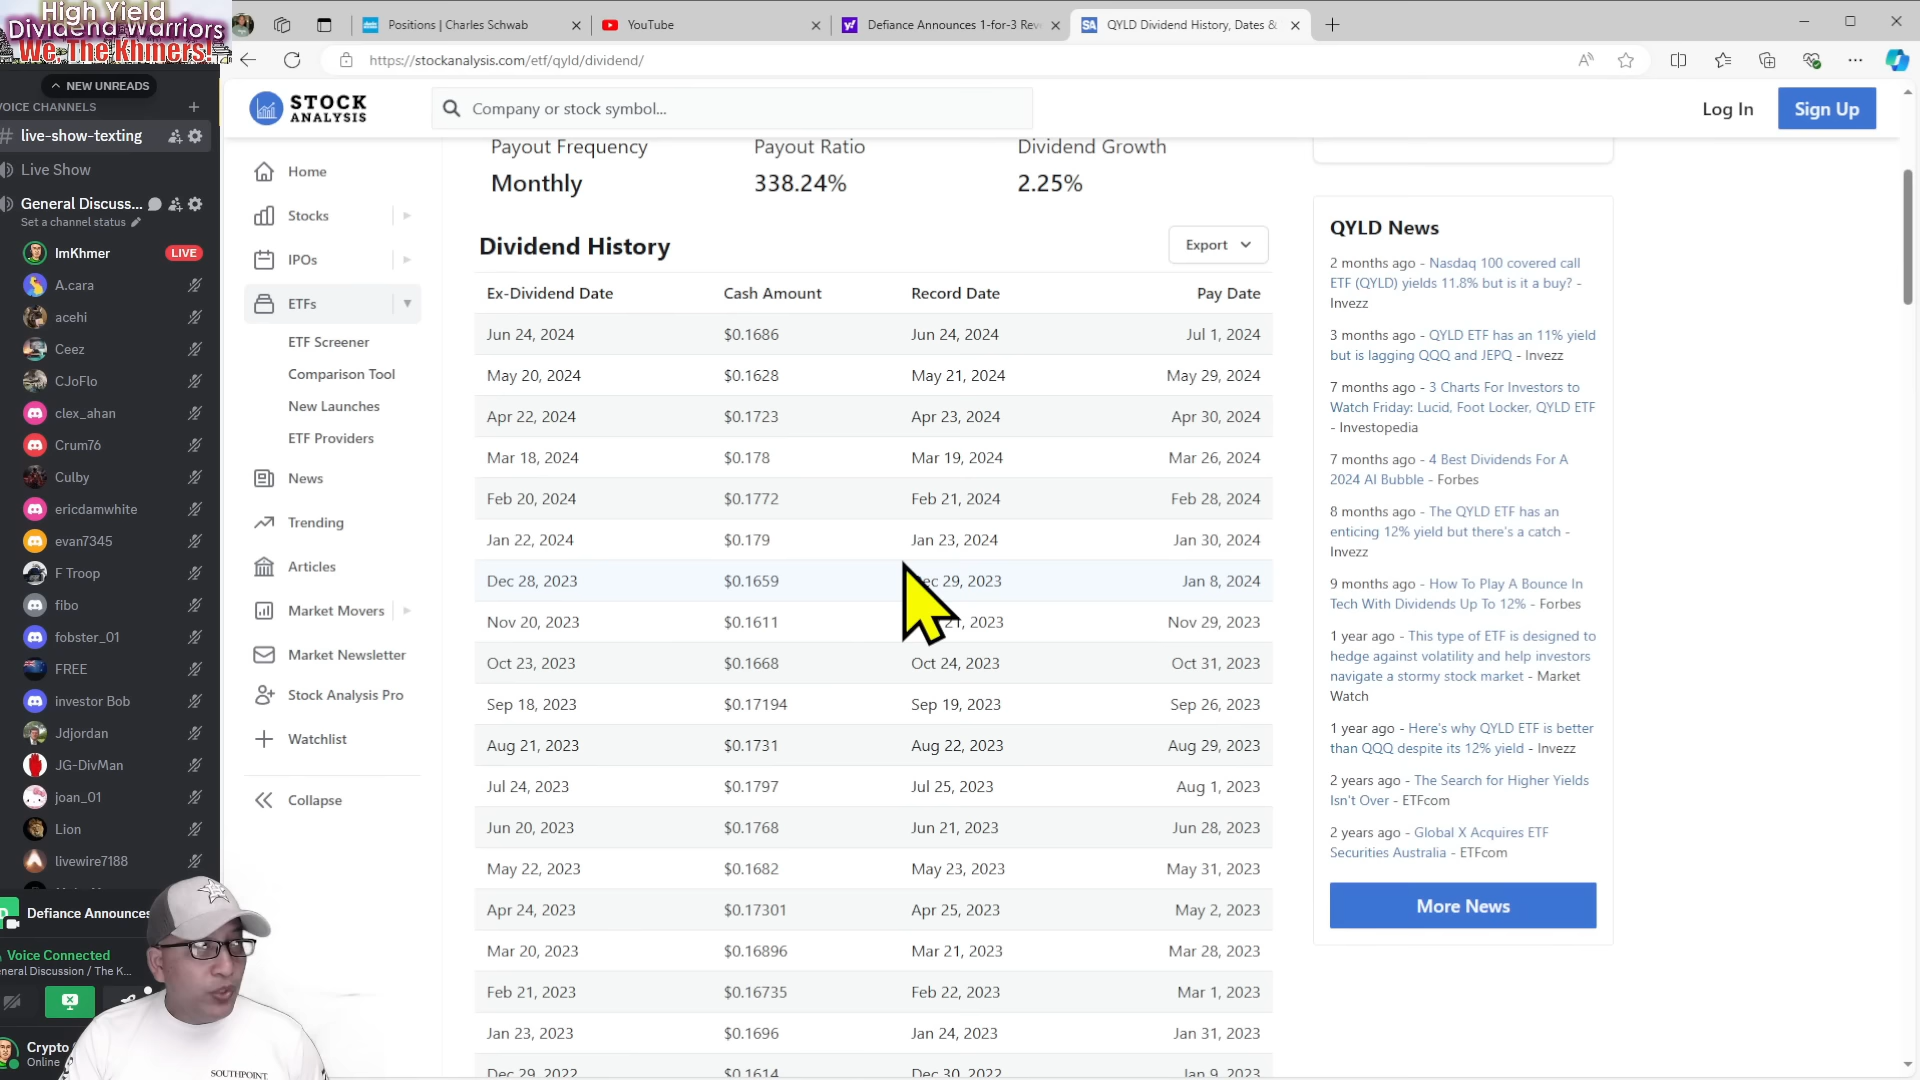 High Yield
Dividend Warriors
We The Khmers!
Positions | Charles Schwab
YouTube
Defiance Announces 1-for-3 Rev
QYLD Dividend History, Dates &
https://stockanalysis.com/etf/qyld/dividend/
NEW UNREADS
VOICE CHANNELS
live-show-texting
Live Show
General Discuss...
Set a channel status
ImKhmer LIVE
A.cara
acehi
Ceez
CJoFlo
clex_ahan
Crum76
Culby
ericdamwhite
evan7345
F Troop
fibo
fobster_01
FREE
investor Bob
Jdjordan
JG-DivMan
joan_01
Lion
livewire7188
Defiance Announces
Voice Connected
eneral Discussion / The K...
Crypto
Online
SOUTHPOINT
STOCK
ANALYSIS
Company or stock symbol...
Log In
Sign Up
Home
Stocks
IPOs
ETFs
ETF Screener
Comparison Tool
New Launches
ETF Providers
News
Trending
Articles
Market Movers
Market Newsletter
Stock Analysis Pro
Watchlist
Collapse
Payout Frequency Payout Ratio Dividend Growth
Monthly 338.24% 2.25%
Dividend History
Export
Ex-Dividend Date Cash Amount Record Date Pay Date
Jun 24, 2024 $0.1686 Jun 24, 2024 Jul 1, 2024
May 20, 2024 $0.1628 May 21, 2024 May 29, 2024
Apr 22, 2024 $0.1723 Apr 23, 2024 Apr 30, 2024
Mar 18, 2024 $0.178 Mar 19, 2024 Mar 26, 2024
Feb 20, 2024 $0.1772 Feb 21, 2024 Feb 28, 2024
Jan 22, 2024 $0.179 Jan 23, 2024 Jan 30, 2024
Dec 28, 2023 $0.1659 ec 29, 2023 Jan 8, 2024
Nov 20, 2023 $0.1611 21, 2023 Nov 29, 2023
Oct 23, 2023 $0.1668 Oct 24, 2023 Oct 31, 2023
Sep 18, 2023 $0.17194 Sep 19, 2023 Sep 26, 2023
Aug 21, 2023 $0.1731 Aug 22, 2023 Aug 29, 2023
Jul 24, 2023 $0.1797 Jul 25, 2023 Aug 1, 2023
Jun 20, 2023 $0.1768 Jun 21, 2023 Jun 28, 2023
May 22, 2023 $0.1682 May 23, 2023 May 31, 2023
Apr 24, 2023 $0.17301 Apr 25, 2023 May 2, 2023
Mar 20, 2023 $0.16896 Mar 21, 2023 Mar 28, 2023
Feb 21, 2023 $0.16735 Feb 22, 2023 Mar 1, 2023
Jan 23, 2023 $0.1696 Jan 24, 2023 Jan 31, 2023
Dec 29, 2022 $0.1614 Dec 30, 2022 Jan 9, 2023
QYLD News
2 months ago - Nasdaq 100 covered call
ETF (QYLD) yields 11.8% but is it a buy? -
Invezz
3 months ago - QYLD ETF has an 11% yield
but is lagging QQQ and JEPQ - Invezz
7 months ago - 3 Charts For Investors to
Watch Friday: Lucid, Foot Locker, QYLD ETF
- Investopedia
7 months ago - 4 Best Dividends For A
2024 AI Bubble - Forbes
8 months ago - The QYLD ETF has an
enticing 12% yield but there's a catch -
Invezz
9 months ago - How To Play A Bounce In
Tech With Dividends Up To 12% - Forbes
1 year ago - This type of ETF is designed to
hedge against volatility and help investors
navigate a stormy stock market - Market
Watch
1 year ago - Here's why QYLD ETF is better
than QQQ despite its 12% yield - Invezz
2 years ago - The Search for Higher Yields
Isn't Over - ETFcom
2 years ago - Global X Acquires ETF
Securities Australia - ETFcom
More News